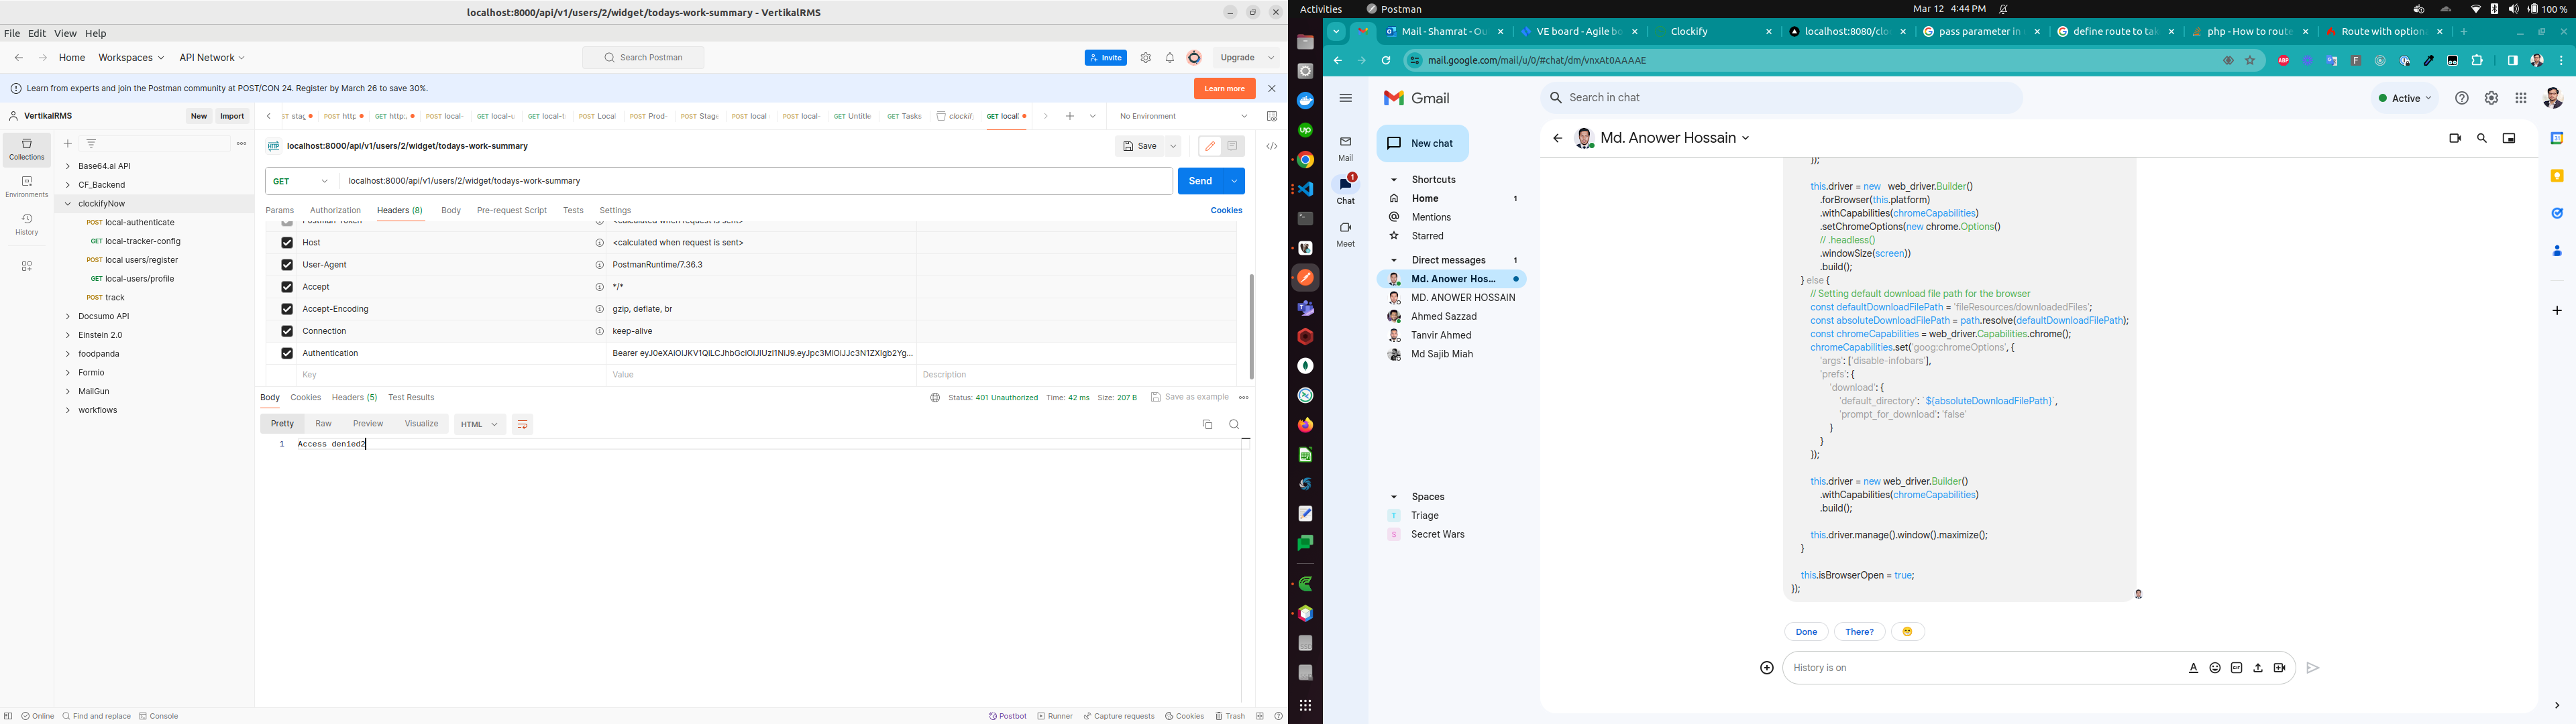 localhost:8000/api/v1/users/2/widget/todays-work-summary - VertikalRMS
File Edit View Help
Home Workspaces API Network
Search Postman
Invite
Upgrade
Learn from experts and join the Postman community at POST/CON 24. Register by March 26 to save 30%.
Learn more
VertikalRMS
New Import
ST stag POST http: GET http: POST local- GET local-u GET local-t POST Local POST Prod- POST Stage POST local POST local- GET Untitle GET Tasks clockif GET local
No Environment
Collections
Environments
History
Base64.ai API
CF_Backend
clockifyNow
POST local-authenticate
GET local-tracker-config
POST local users/register
GET local-users/profile
POST track
Docsumo API
Einstein 2.0
foodpanda
Formio
MailGun
workflows
localhost:8000/api/v1/users/2/widget/todays-work-summary
Save
GET localhost:8000/api/v1/users/2/widget/todays-work-summary
Send
Params Authorization Headers (8) Body Pre-request Script Tests Settings
Cookies
Postman-Token <calculated when request is sent>
Host <calculated when request is sent>
User-Agent PostmanRuntime/7.36.3
Accept */*
Accept-Encoding gzip, deflate, br
Connection keep-alive
Authentication Bearer eyJ0eXAiOiJKV1QiLCJhbGciOiJIUzI1NiJ9.eyJpc3MiOiJJc3N1ZXIgb2Yg...
Key Value Description
Body Cookies Headers (5) Test Results
Status: 401 Unauthorized Time: 42 ms Size: 207 B Save as example
Pretty Raw Preview Visualize HTML
1 Access denied2
Online Find and replace Console
Postbot Runner Capture requests Cookies Trash
Activities Postman
Mar 12 4:44 PM
100 %
Mail - Shamrat - Ou
VE board - Agile bo
Clockify
localhost:8080/clo
pass parameter in
define route to tak
php - How to route
Route with option
mail.google.com/mail/u/0/#chat/dm/vnxAt0AAAAE
Gmail
Search in chat
Active
Mail
1
Chat
Meet
New chat
Shortcuts
Home 1
Mentions
Starred
Direct messages 1
Md. Anower Hos...
MD. ANOWER HOSSAIN
Ahmed Sazzad
Tanvir Ahmed
Md Sajib Miah
Spaces
T Triage
S Secret Wars
Md. Anower Hossain
});
this.driver = new web_driver.Builder()
.forBrowser(this.platform)
.withCapabilities(chromeCapabilities)
.setChromeOptions(new chrome.Options()
// .headless()
.windowSize(screen))
.build();
} else {
// Setting default download file path for the browser
const defaultDownloadFilePath = 'fileResources/downloadedFiles';
const absoluteDownloadFilePath = path.resolve(defaultDownloadFilePath);
const chromeCapabilities = web_driver.Capabilities.chrome();
chromeCapabilities.set('goog:chromeOptions', {
'args': ['disable-infobars'],
'prefs': {
'download': {
'default_directory': `${absoluteDownloadFilePath}`,
'prompt_for_download': 'false'
}
}
});
this.driver = new web_driver.Builder()
.withCapabilities(chromeCapabilities)
.build();
this.driver.manage().window().maximize();
}
this.isBrowserOpen = true;
});
Done There?
History is on